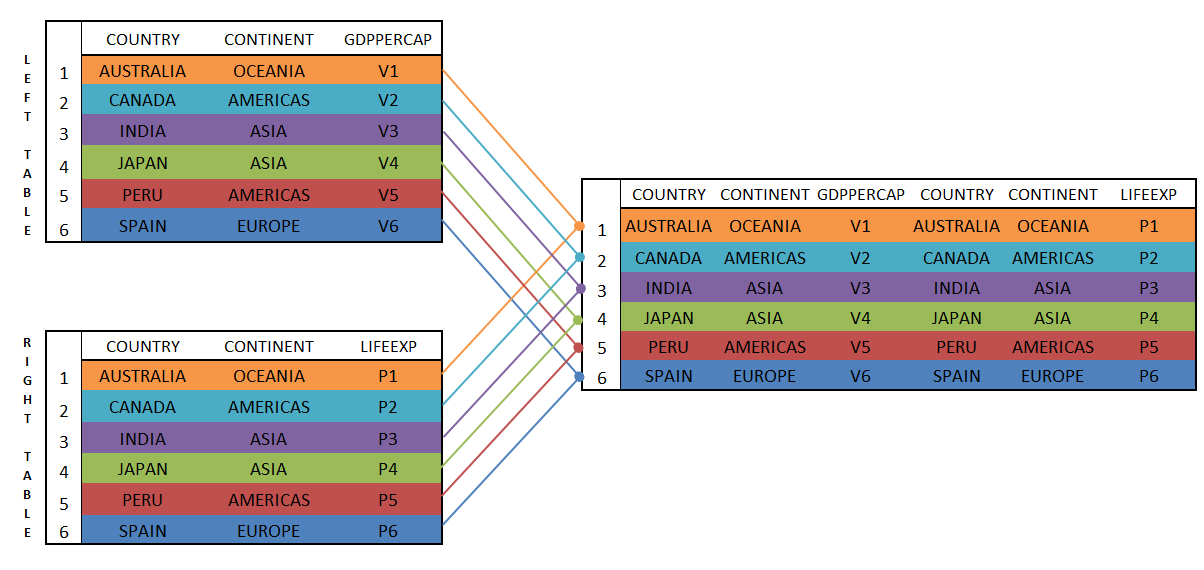 LEFT TABLE
COUNTRY CONTINENT GDPPERCAP
1 AUSTRALIA OCEANIA V1
2 CANADA AMERICAS V2
3 INDIA ASIA V3
4 JAPAN ASIA V4
5 PERU AMERICAS V5
6 SPAIN EUROPE V6
RIGHT TABLE
COUNTRY CONTINENT LIFEEXP
1 AUSTRALIA OCEANIA P1
2 CANADA AMERICAS P2
3 INDIA ASIA P3
4 JAPAN ASIA P4
5 PERU AMERICAS P5
6 SPAIN EUROPE P6
COUNTRY CONTINENT GDPPERCAP COUNTRY CONTINENT LIFEEXP
1 AUSTRALIA OCEANIA V1 AUSTRALIA OCEANIA P1
2 CANADA AMERICAS V2 CANADA AMERICAS P2
3 INDIA ASIA V3 INDIA ASIA P3
4 JAPAN ASIA V4 JAPAN ASIA P4
5 PERU AMERICAS V5 PERU AMERICAS P5
6 SPAIN EUROPE V6 SPAIN EUROPE P6